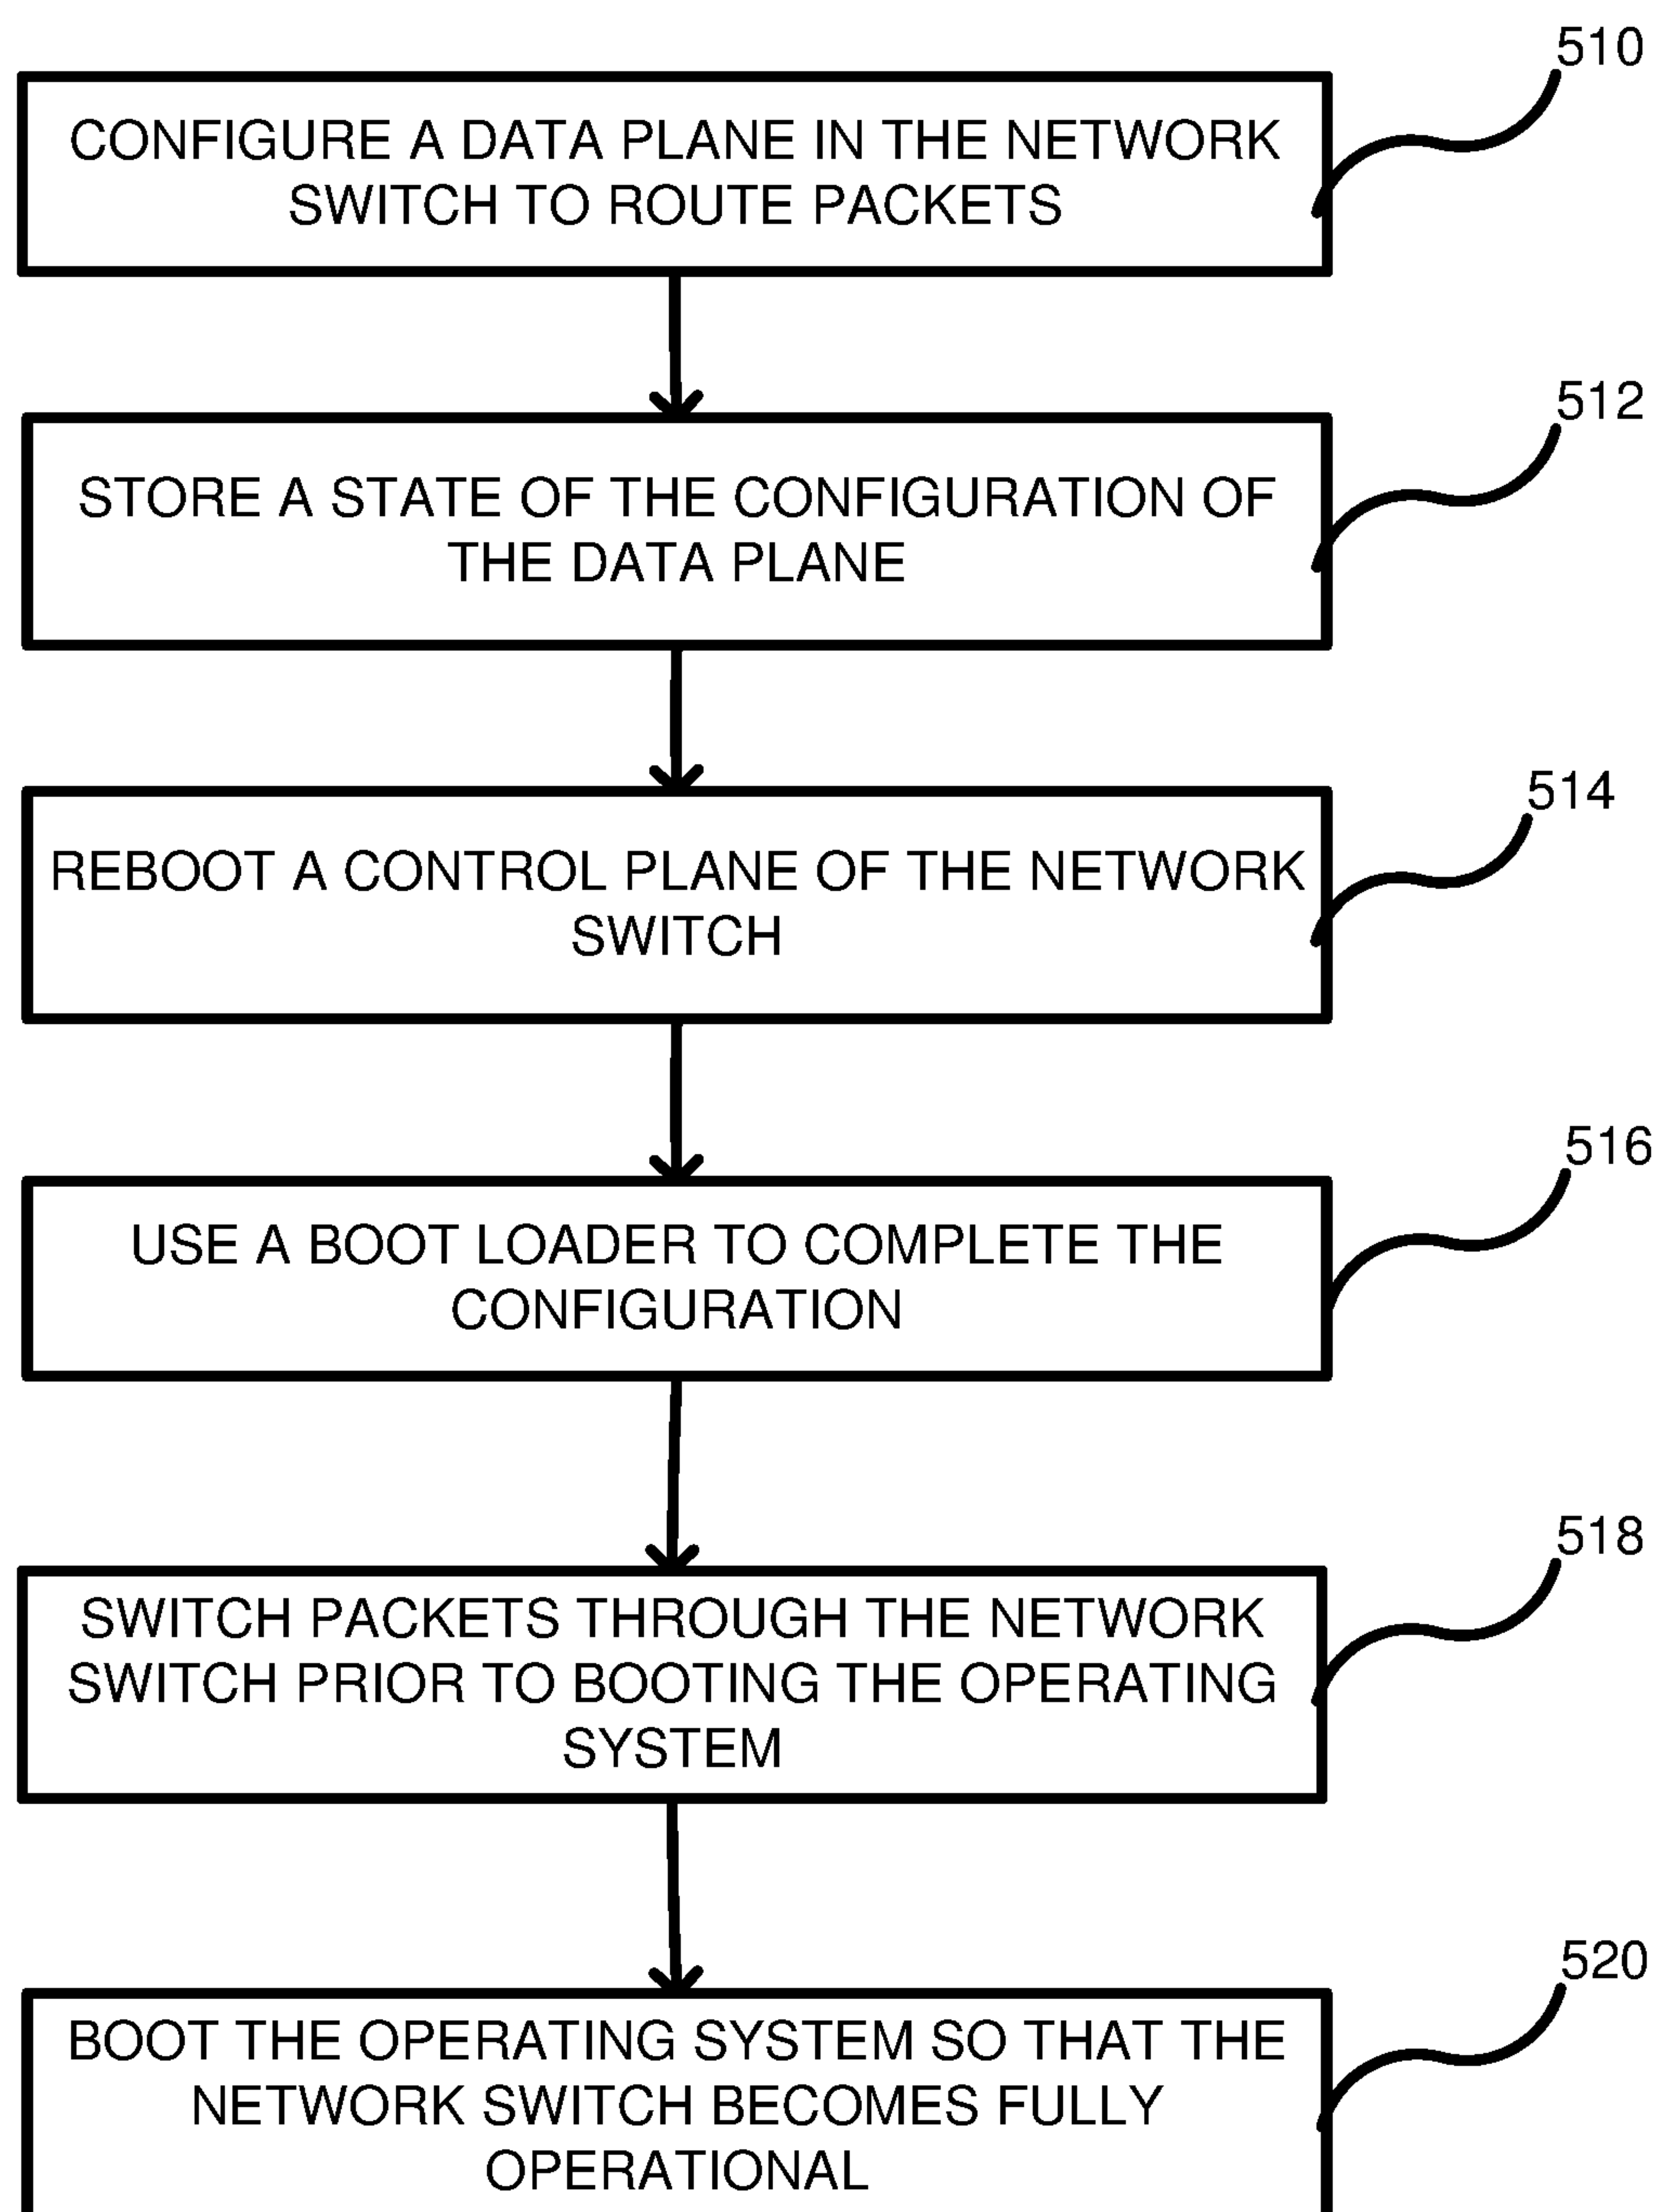 510
CONFIGURE A DATA PLANE IN THE NETWORK
SWITCH TO ROUTE PACKETS
512
STORE A STATE OF THE CONFIGURATION OF
THE DATA PLANE
514
REBOOT A CONTROL PLANE OF THE NETWORK
SWITCH
516
USE A BOOT LOADER TO COMPLETE THE
CONFIGURATION
518
SWITCH PACKETS THROUGH THE NETWORK
SWITCH PRIOR TO BOOTING THE OPERATING
SYSTEM
520
BOOT THE OPERATING SYSTEM SO THAT THE
NETWORK SWITCH BECOMES FULLY
OPERATIONAL